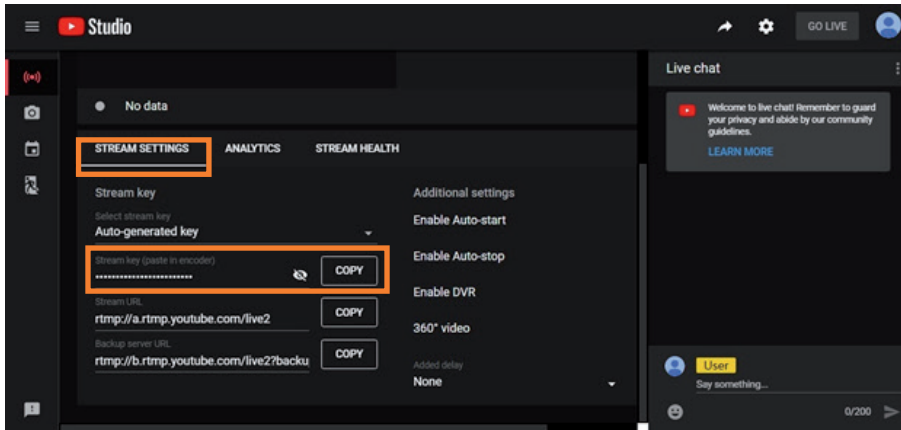 Studio
GO LIVE
No data
STREAM SETTINGS
ANALYTICS
STREAM HEALTH
Stream key
Select stream key
Auto-generated key
Stream key (paste in encoder)
•••••••••••••••••••••••••
COPY
Stream URL
rtmp://a.rtmp.youtube.com/live2
COPY
Backup server URL
rtmp://b.rtmp.youtube.com/live2?backu
COPY
Additional settings
Enable Auto-start
Enable Auto-stop
Enable DVR
360° video
Added delay
None
Live chat
Welcome to live chat! Remember to guard
your privacy and abide by our community
guidelines.
LEARN MORE
User
Say something...
0/200